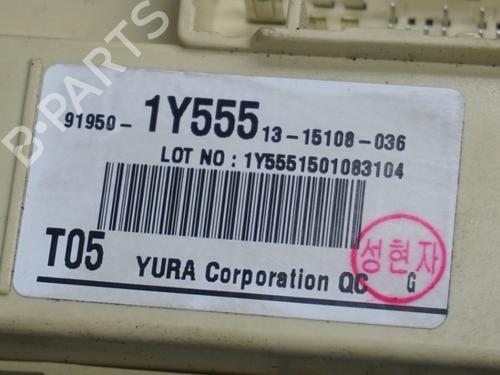 B-PARTS
91950-1Y555 13-15108-036
LOT NO : 1Y5551501083104
T05 YURA Corporation QC G
성현자